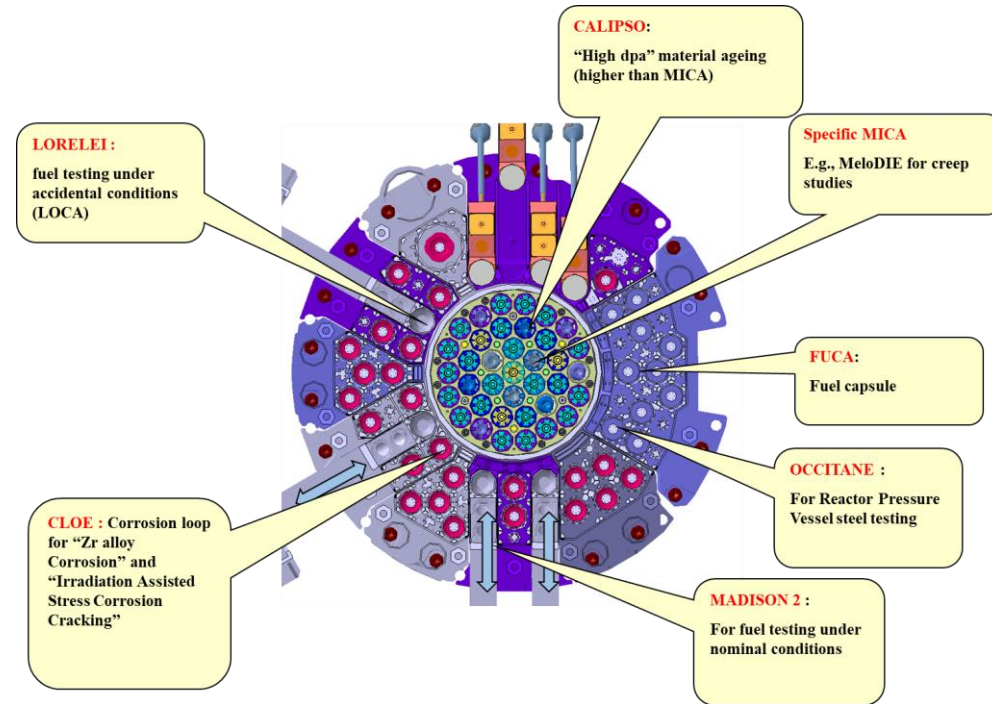 CALIPSO:
“High dpa” material ageing
(higher than MICA)
LORELEI :
fuel testing under
accidental conditions
(LOCA)
Specific MICA
E.g., MeloDIE for creep
studies
FUCA:
Fuel capsule
OCCITANE :
For Reactor Pressure
Vessel steel testing
CLOE : Corrosion loop
for “Zr alloy
Corrosion” and
“Irradiation Assisted
Stress Corrosion
Cracking”
MADISON 2 :
For fuel testing under
nominal conditions